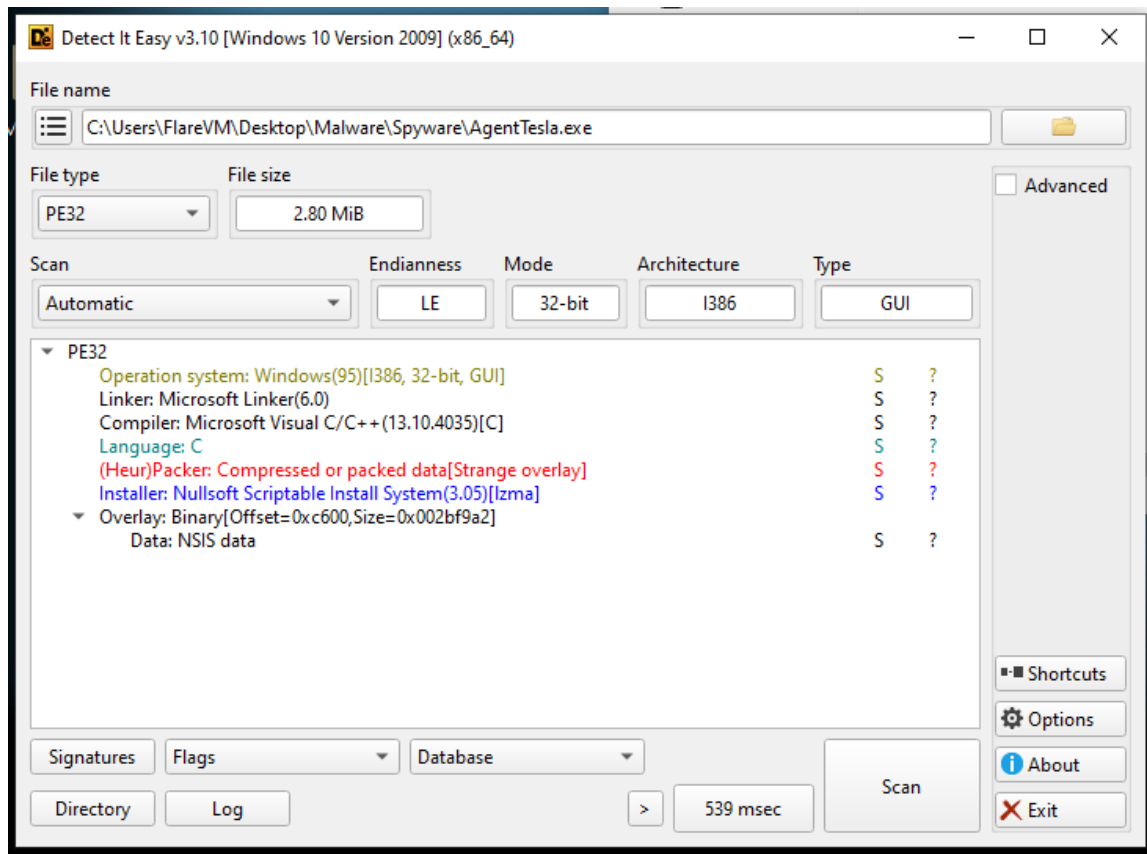 Detect It Easy v3.10 [Windows 10 Version 2009] (x86_64)
File name
C:\Users\FlareVM\Desktop\Malware\Spyware\AgentTesla.exe
File type File size
Advanced
PE32 2.80 MiB
Scan Endianness Mode Architecture Type
Automatic LE 32-bit I386 GUI
PE32
Operation system: Windows(95)[I386, 32-bit, GUI] S ?
Linker: Microsoft Linker(6.0) S ?
Compiler: Microsoft Visual C/C++(13.10.4035)[C] S ?
Language: C S ?
(Heur)Packer: Compressed or packed data[Strange overlay] S ?
Installer: Nullsoft Scriptable Install System(3.05)[lzma] S ?
Overlay: Binary[Offset=0xc600,Size=0x002bf9a2]
Data: NSIS data S ?
Shortcuts
Options
Signatures Flags Database
About
Scan
Directory Log > 539 msec
Exit